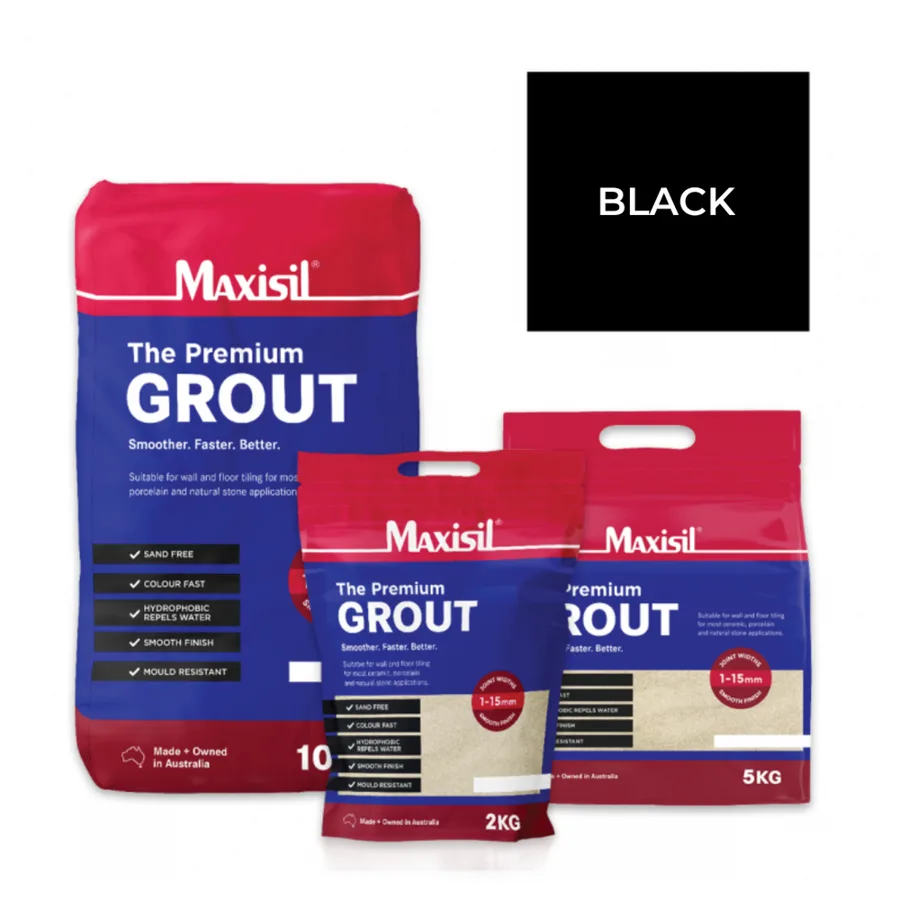 BLACK
Maxisil®
The Premium
GROUT
Smoother. Faster. Better.
Suitable for wall and floor tiling for mos
porcelain and natural stone application
SAND FREE
COLOUR FAST
HYDROPHOBIC
REPELS WATER
SMOOTH FINISH
MOULD RESISTANT
Made + Owned
in Australia
10
Maxisil®
The Premium
GROUT
Smoother. Faster. Better.
Suitable for wall and floor tiling
for most ceramic, porcelain
and natural stone applications.
JOINT WIDTHS
1-15mm
SMOOTH FINISH
SAND FREE
COLOUR FAST
HYDROPHOBIC
REPELS WATER
SMOOTH FINISH
MOULD RESISTANT
Made + Owned in Australia
2KG
Maxisil®
Premium
ROUT
Faster. Better.
Suitable for wall and floor tiling
for most ceramic, porcelain
and natural stone applications.
JOINT WIDTHS
1-15mm
SMOOTH FINISH
AST
OBIC REPELS WATER
FINISH
ESISTANT
+ Owned in Australia
5KG